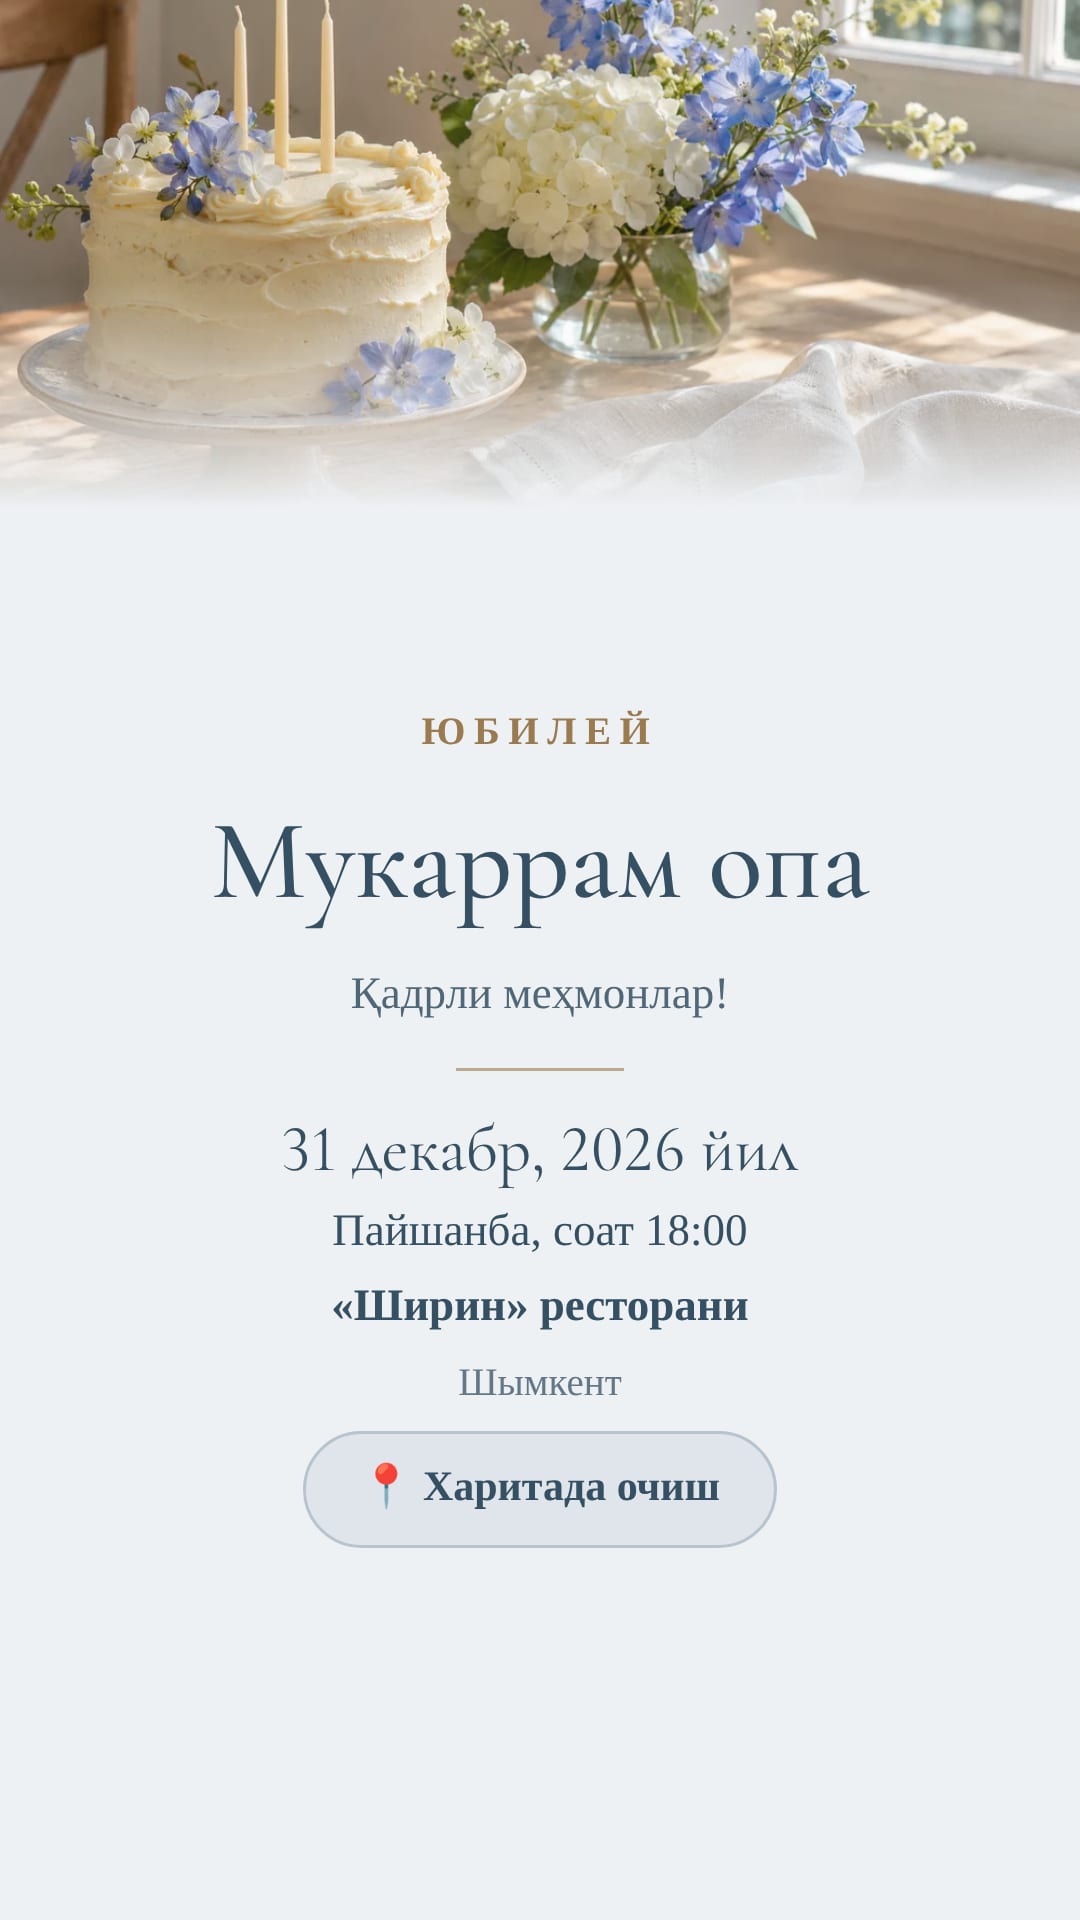 ЮБИЛЕЙ
Мукаррам опа
Қадрли меҳмонлар!
31 декабр, 2026 йил
Пайшанба, соат 18:00
«Ширин» ресторани
Шымкент
📍 Харитада очиш